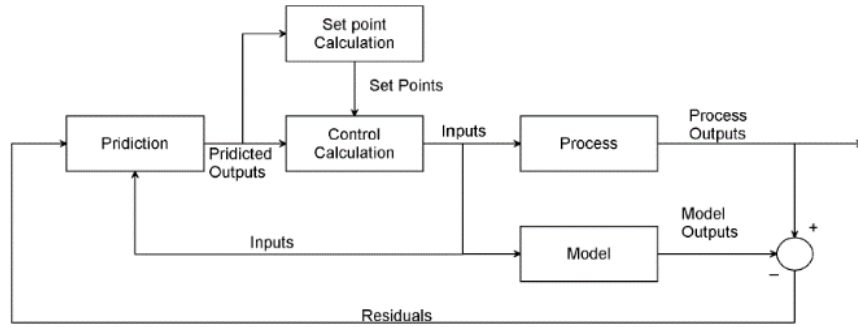 Set point
Calculation
Set Points
Pridiction
Pridicted
Outputs
Control
Calculation
Inputs
Process
Process
Outputs
Inputs
Model
Model
Outputs
+
−
Residuals